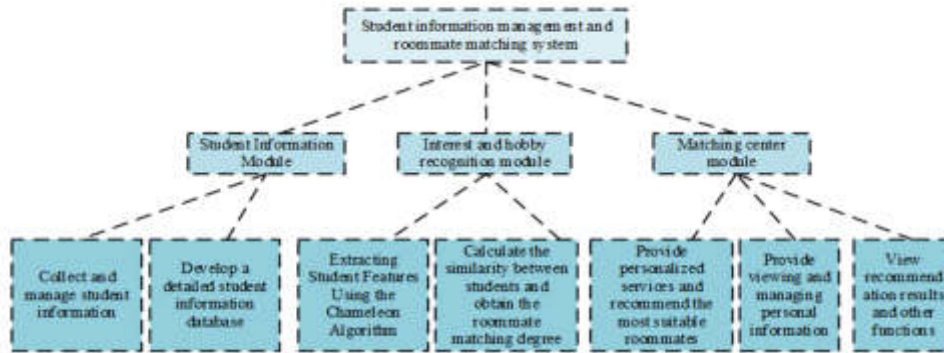 Student information management and
roommate matching system
Student Information
Module
Interest and hobby
recognition module
Matching center
module
Collect and
manage student
information
Develop a
detailed student
information
database
Extracting
Student Features
Using the
Chameleon
Algorithm
Calculate the
similarity between
students and
obtain the
roommate
matching degree
Provide
personalized
services and
recommend the
most suitable
roommates
Provide
viewing and
managing
personal
information
View
recommend
ation results
and other
functions